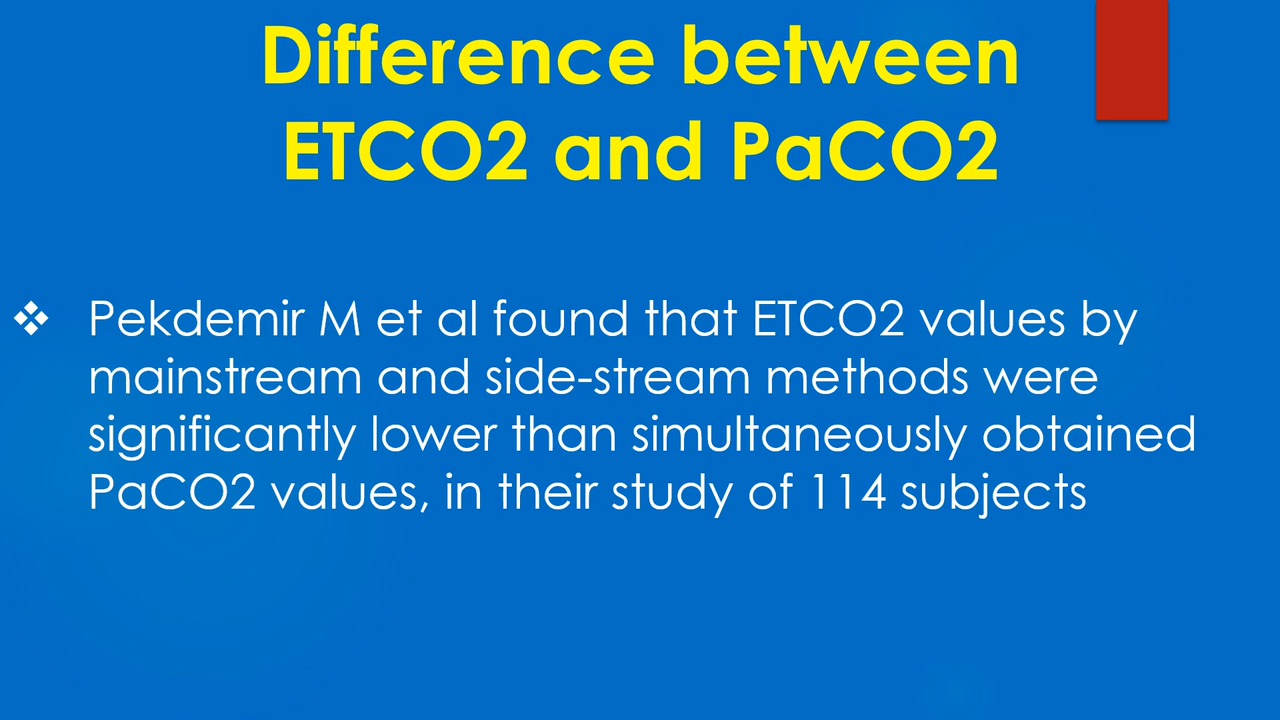 Difference between
ETCO2 and PaCO2
❖ Pekdemir M et al found that ETCO2 values by
mainstream and side-stream methods were
significantly lower than simultaneously obtained
PaCO2 values, in their study of 114 subjects